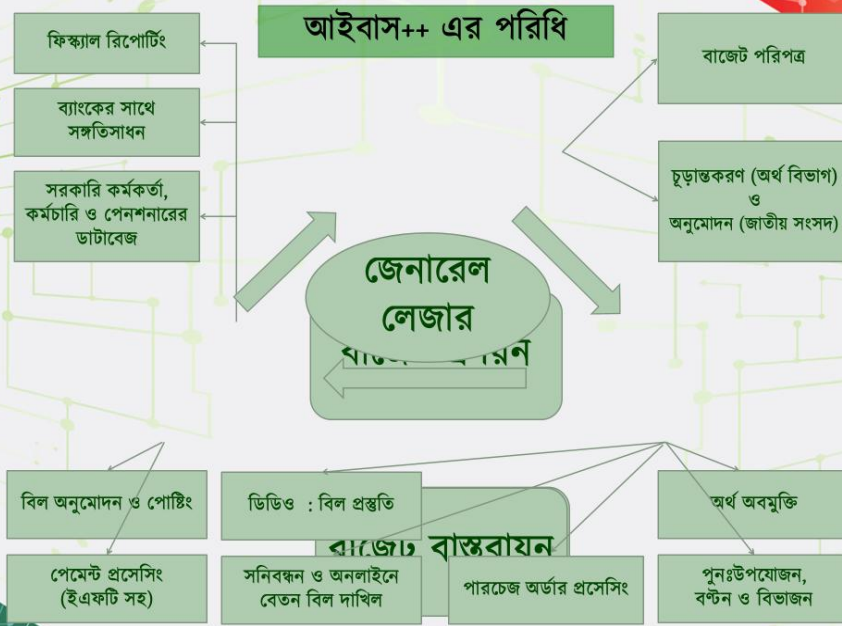 আইবাস++ এর পরিধি
ফিস্ক্যাল রিপোর্টিং
ব্যাংকের সাথে
সঙ্গতিসাধন
সরকারি কর্মকর্তা,
কর্মচারি ও পেনশনারের
ডাটাবেজ
বাজেট পরিপত্র
চূড়ান্তকরণ (অর্থ বিভাগ)
ও
অনুমোদন (জাতীয় সংসদ)
জেনারেল
লেজার
বিল অনুমোদন ও পোষ্টিং
ডিডিও : বিল প্রস্তুতি
অর্থ অবমুক্তি
বাজেট বাস্তবায়ন
পেমেন্ট প্রসেসিং
(ইএফটি সহ)
সনিবন্ধন ও অনলাইনে
বেতন বিল দাখিল
পারচেজ অর্ডার প্রসেসিং
পুনঃউপযোজন,
বণ্টন ও বিভাজন